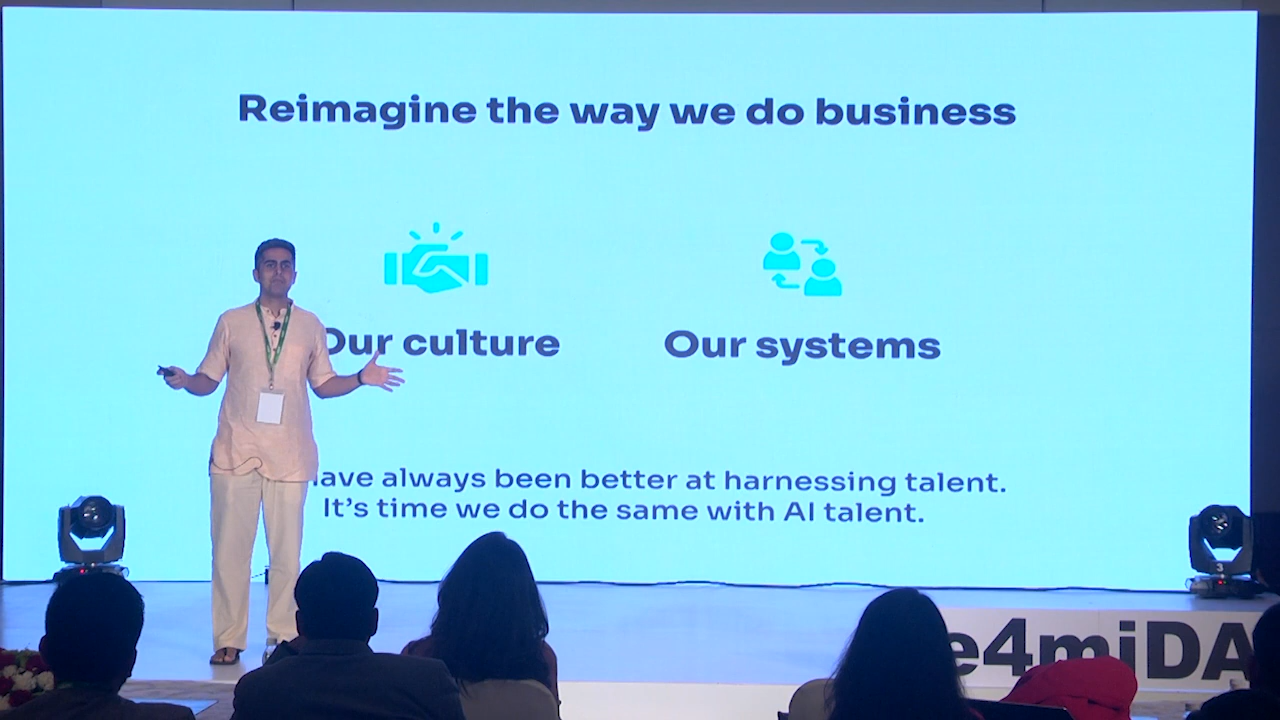 Reimagine the way we do business
Our culture
Our systems
have always been better at harnessing talent.
It's time we do the same with AI talent.
e4miDA
3